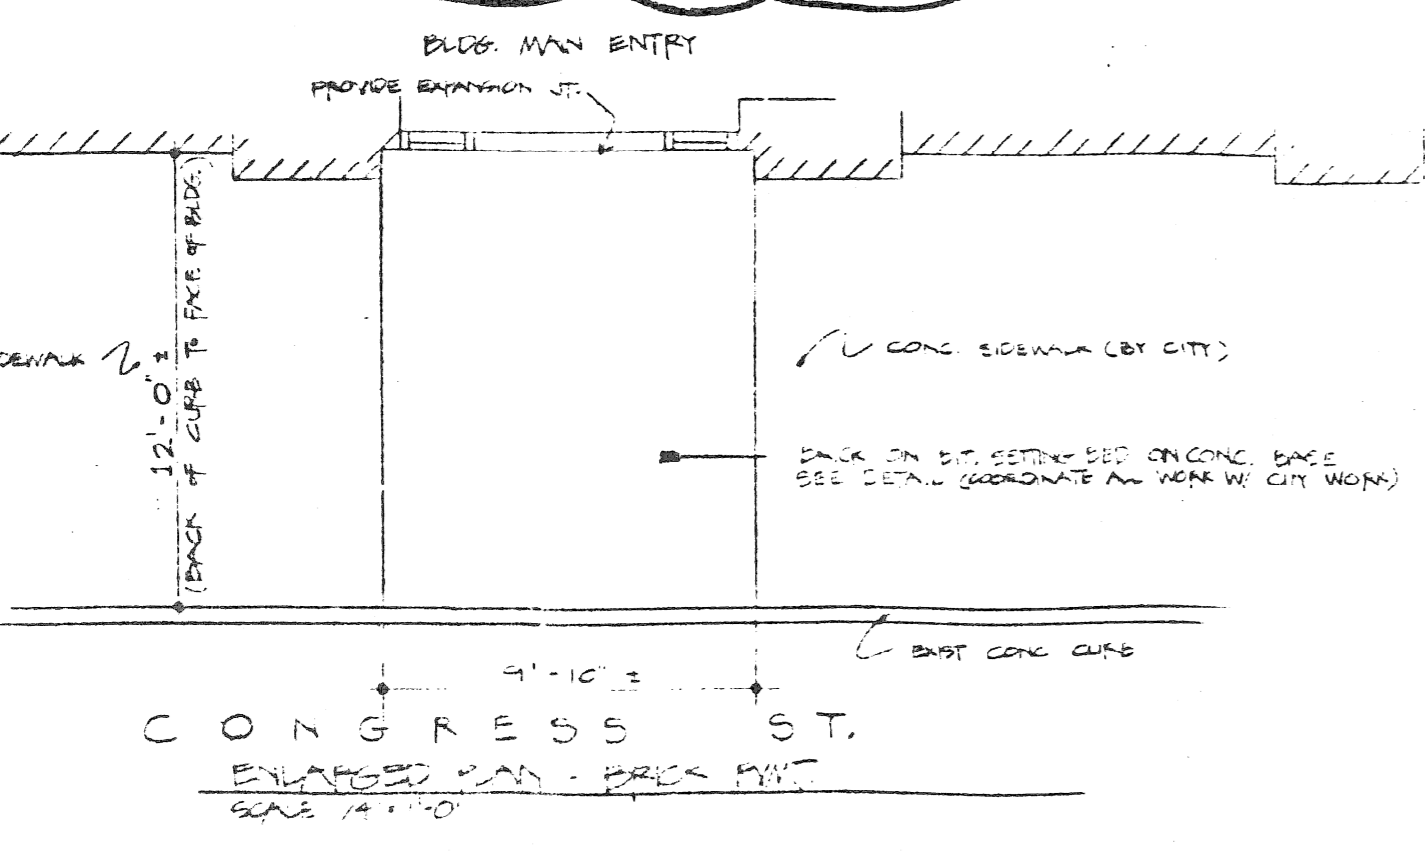 BLDG. MAIN ENTRY
PROVIDE EXPANSION JT.
12'-0" ±
(BACK OF CURB TO FACE OF BLDG.)
CONC. SIDEWALK (BY CITY)
BRICK ON BIT. SETTING BED ON CONC. BASE
SEE DETAIL (COORDINATE ALL WORK W/ CITY WORK)
EXIST CONC CURB
9'-10" ±
CONGRESS ST.
ENLARGED PLAN - BRICK PVMT.
SCALE